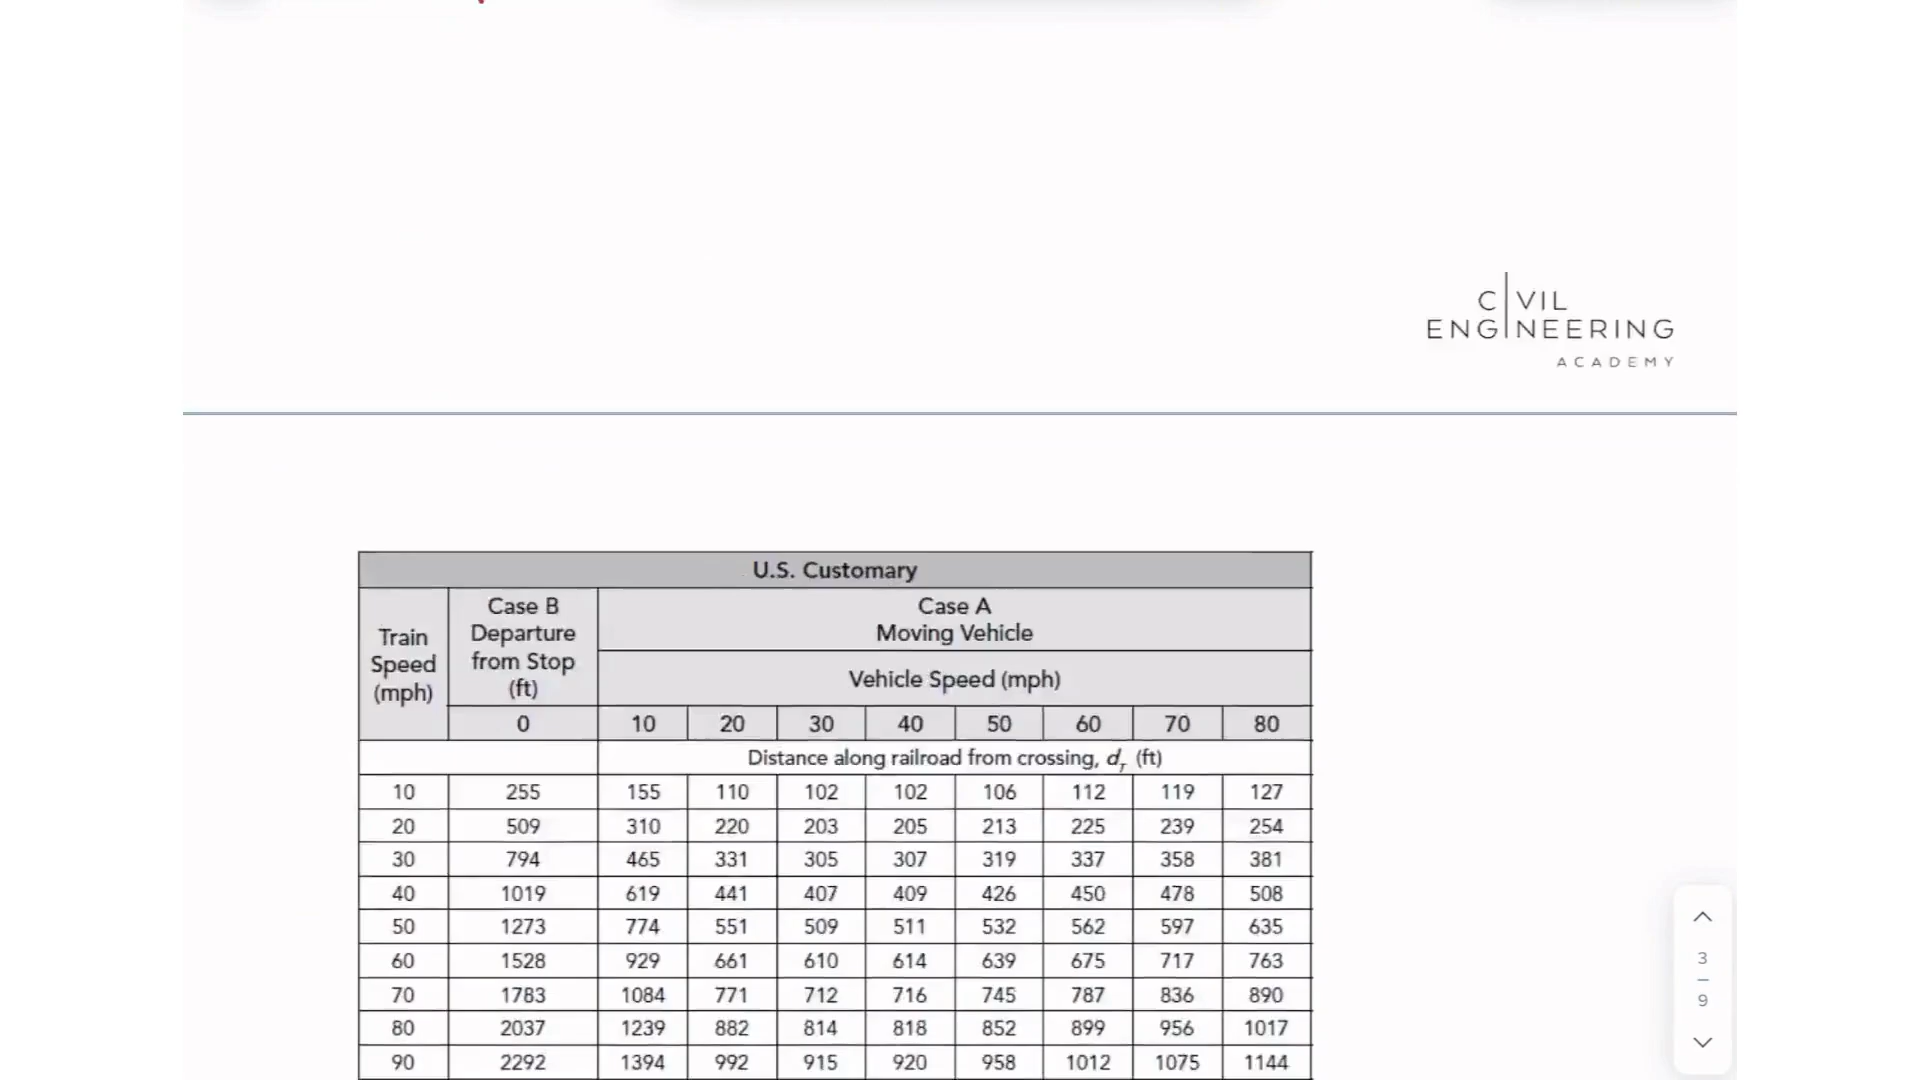 C VIL
ENG NEERING
ACADEMY
U.S. Customary
Train Speed (mph)
Case B Departure from Stop (ft)
Case A
Moving Vehicle
Vehicle Speed (mph)
0 10 20 30 40 50 60 70 80
Distance along railroad from crossing, d_T (ft)
10 255 155 110 102 102 106 112 119 127
20 509 310 220 203 205 213 225 239 254
30 794 465 331 305 307 319 337 358 381
40 1019 619 441 407 409 426 450 478 508
50 1273 774 551 509 511 532 562 597 635
60 1528 929 661 610 614 639 675 717 763
70 1783 1084 771 712 716 745 787 836 890
80 2037 1239 882 814 818 852 899 956 1017
90 2292 1394 992 915 920 958 1012 1075 1144
3
9